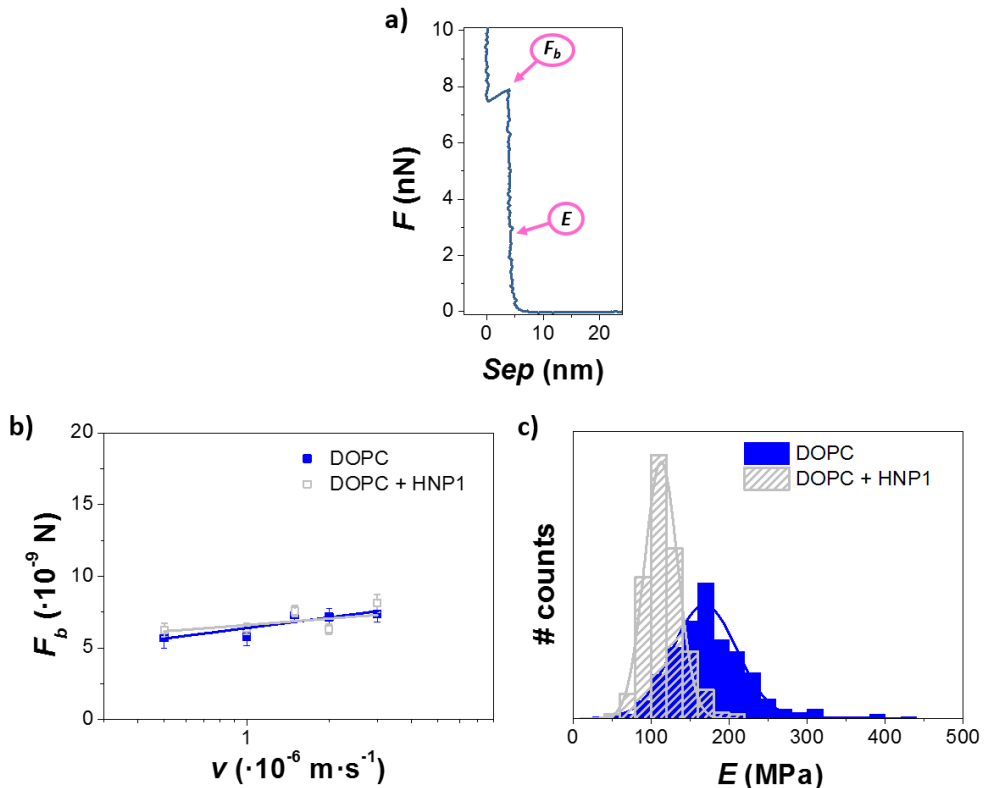 a)
F_b
E
10
8
6
4
2
0
F (nN)
0 10 20
Sep (nm)
b)
DOPC
DOPC + HNP1
20
15
10
5
0
F_b (·10⁻⁹ N)
1
v (·10⁻⁶ m·s⁻¹)
c)
DOPC
DOPC + HNP1
# counts
0 100 200 300 400 500
E (MPa)